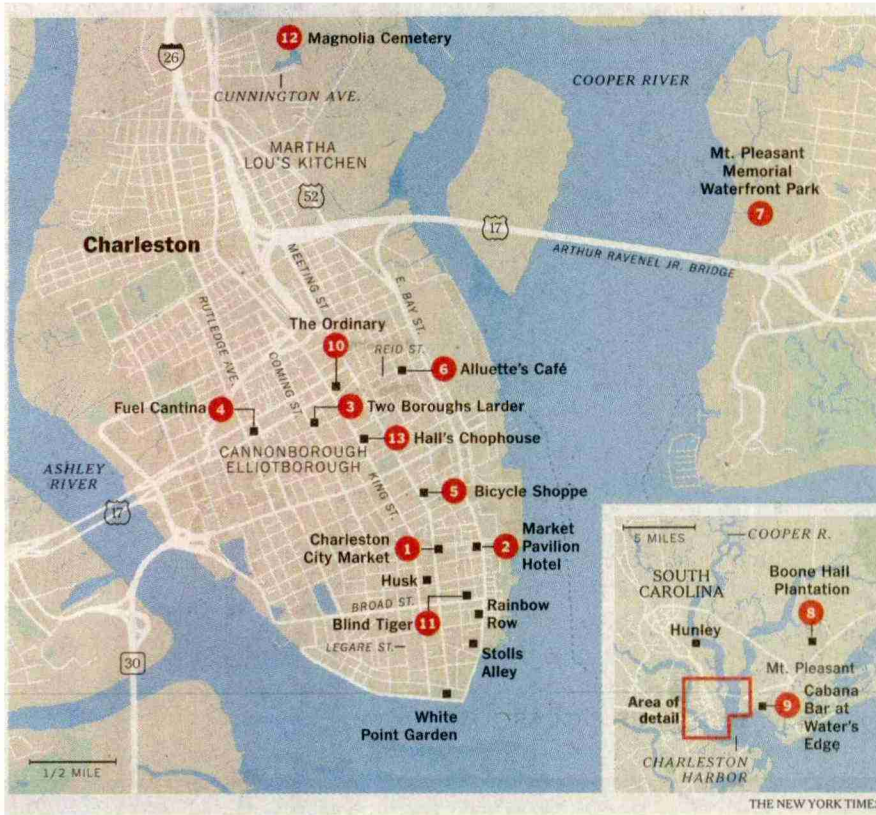 12 Magnolia Cemetery
26
CUNNINGTON AVE.
COOPER RIVER
MARTHA
LOU'S KITCHEN
52
Mt. Pleasant
Memorial
Waterfront Park
7
17
Charleston
ARTHUR RAVENEL JR. BRIDGE
MEETING ST.
E. BAY ST.
RUTLEDGE AVE.
The Ordinary
10
REID ST.
COMING ST.
6 Alluette's Café
Fuel Cantina 4
3 Two Boroughs Larder
13 Hall's Chophouse
CANNONBOROUGH
ELLIOTBOROUGH
ASHLEY
RIVER
17
KING ST.
5 Bicycle Shoppe
Charleston
City Market
1
2
Market
Pavilion
Hotel
Husk
BROAD ST.
Blind Tiger 11
Rainbow
Row
LEGARE ST.
Stolls
Alley
30
White
Point Garden
1/2 MILE
5 MILES
COOPER R.
SOUTH
CAROLINA
Boone Hall
Plantation
8
Hunley
Mt. Pleasant
Area of
detail
9
Cabana
Bar at
Water's
Edge
CHARLESTON
HARBOR
THE NEW YORK TIMES